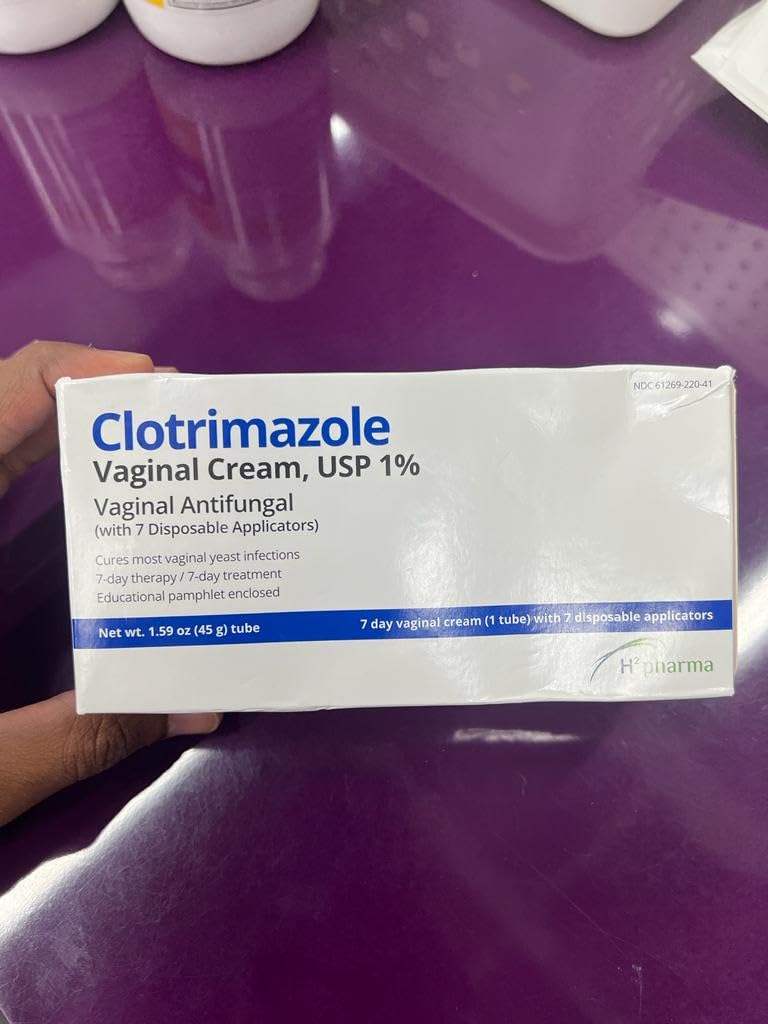 NDC 61269-220-41
Clotrimazole
Vaginal Cream, USP 1%
Vaginal Antifungal
(with 7 Disposable Applicators)
Cures most vaginal yeast infections
7-day therapy / 7-day treatment
Educational pamphlet enclosed
Net wt. 1.59 oz (45 g) tube
7 day vaginal cream (1 tube) with 7 disposable applicators
H² pharma